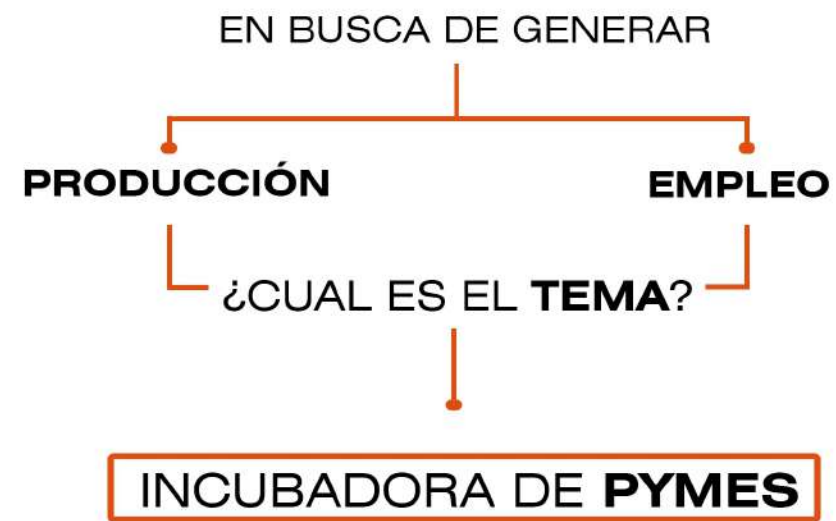 EN BUSCA DE GENERAR
PRODUCCIÓN
EMPLEO
¿CUAL ES EL TEMA?
INCUBADORA DE PYMES